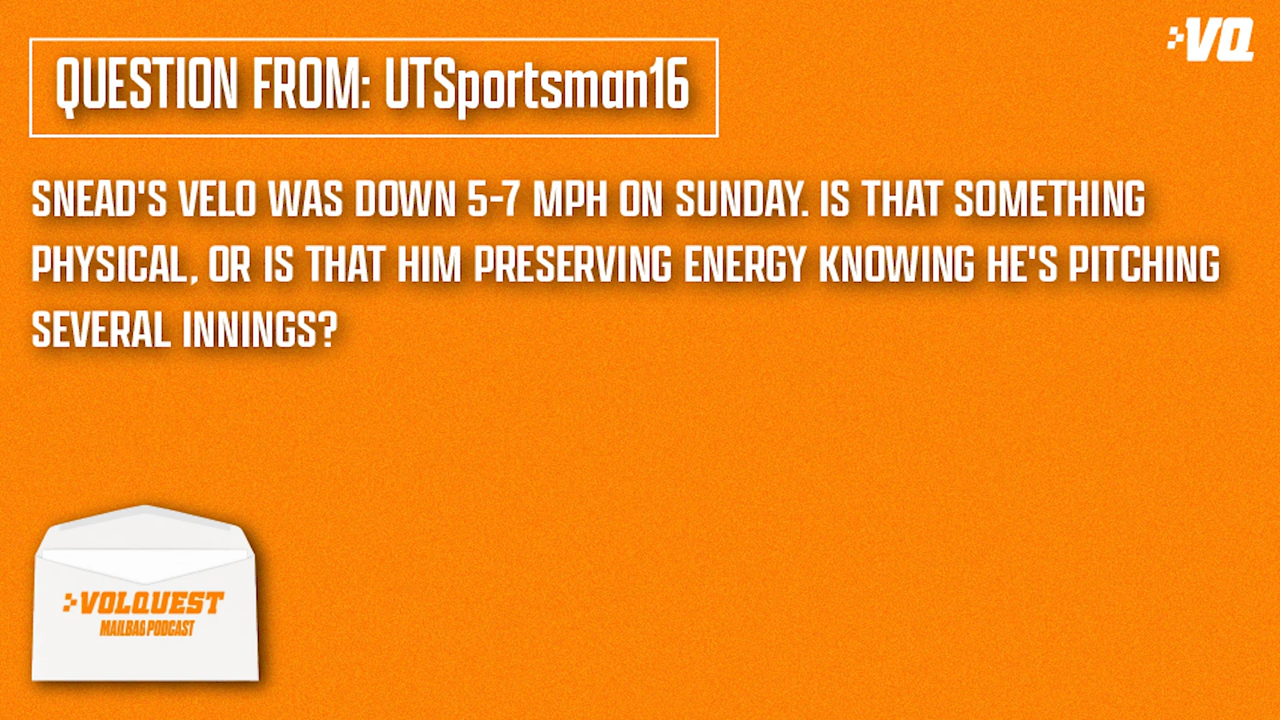 VQ
QUESTION FROM: UTSportsman16
SNEAD'S VELO WAS DOWN 5-7 MPH ON SUNDAY. IS THAT SOMETHING
PHYSICAL, OR IS THAT HIM PRESERVING ENERGY KNOWING HE'S PITCHING
SEVERAL INNINGS?
VOLQUEST
MAILBAG PODCAST